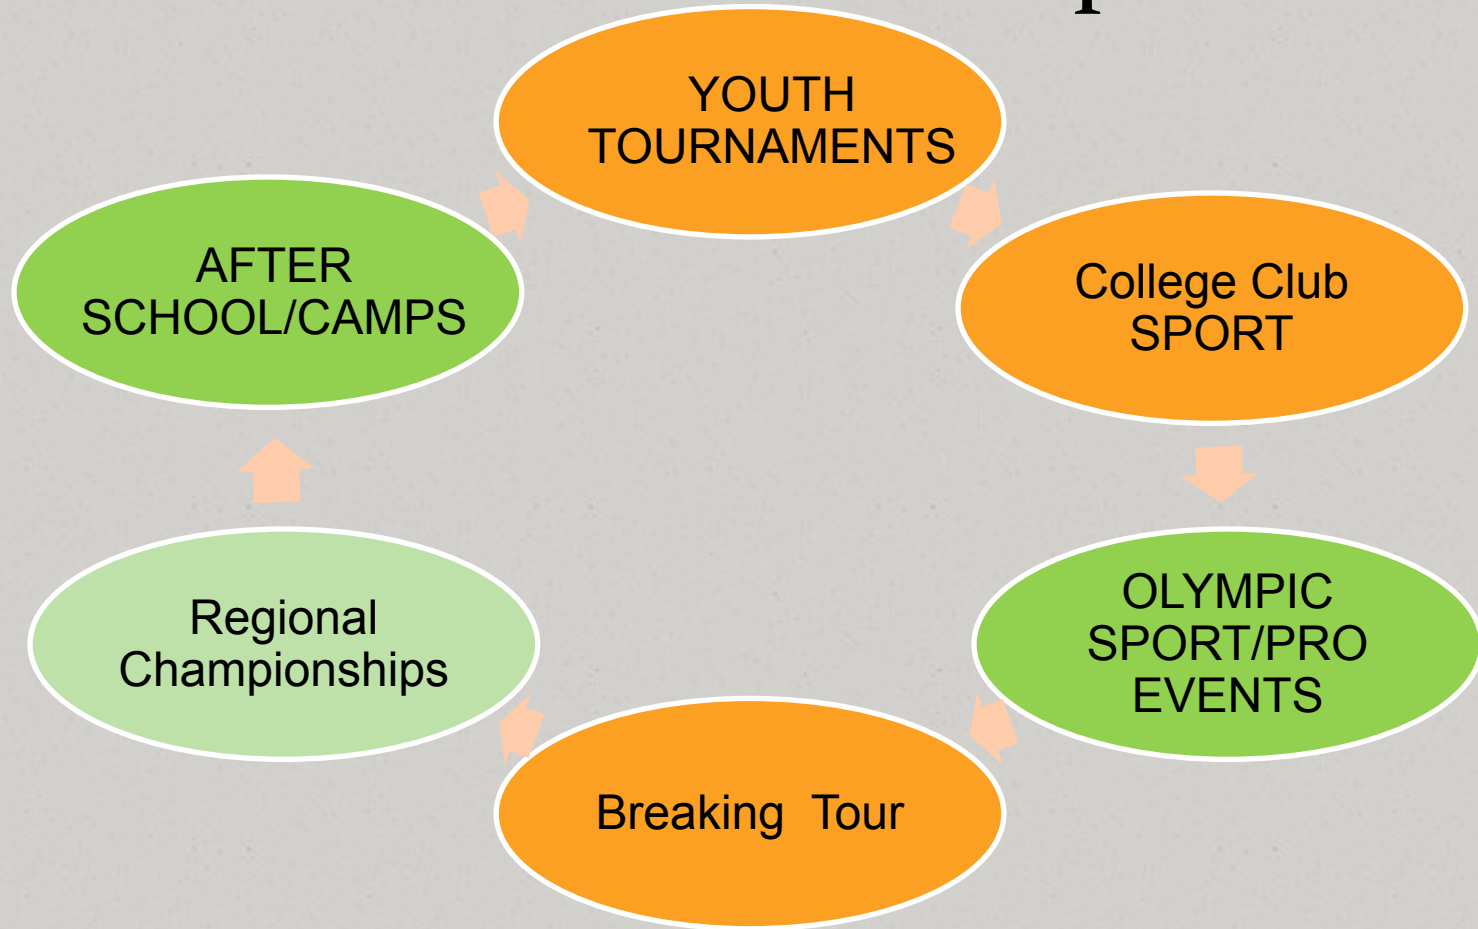 YOUTH
TOURNAMENTS
College Club
SPORT
OLYMPIC
SPORT/PRO
EVENTS
Breaking  Tour
Regional
Championships
AFTER
SCHOOL/CAMPS